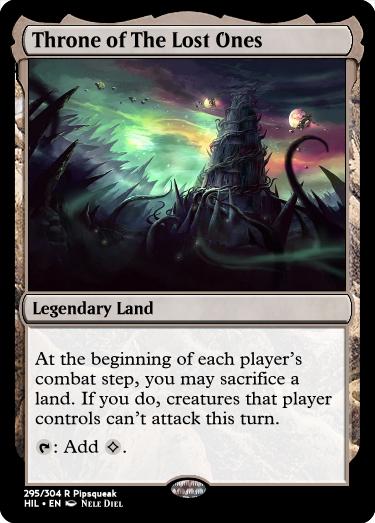 Throne of The Lost Ones
Legendary Land
At the beginning of each player's
combat step, you may sacrifice a
land. If you do, creatures that player
controls can't attack this turn.
: Add .
295/304 R Pipsqueak
HIL • EN Nele Diel